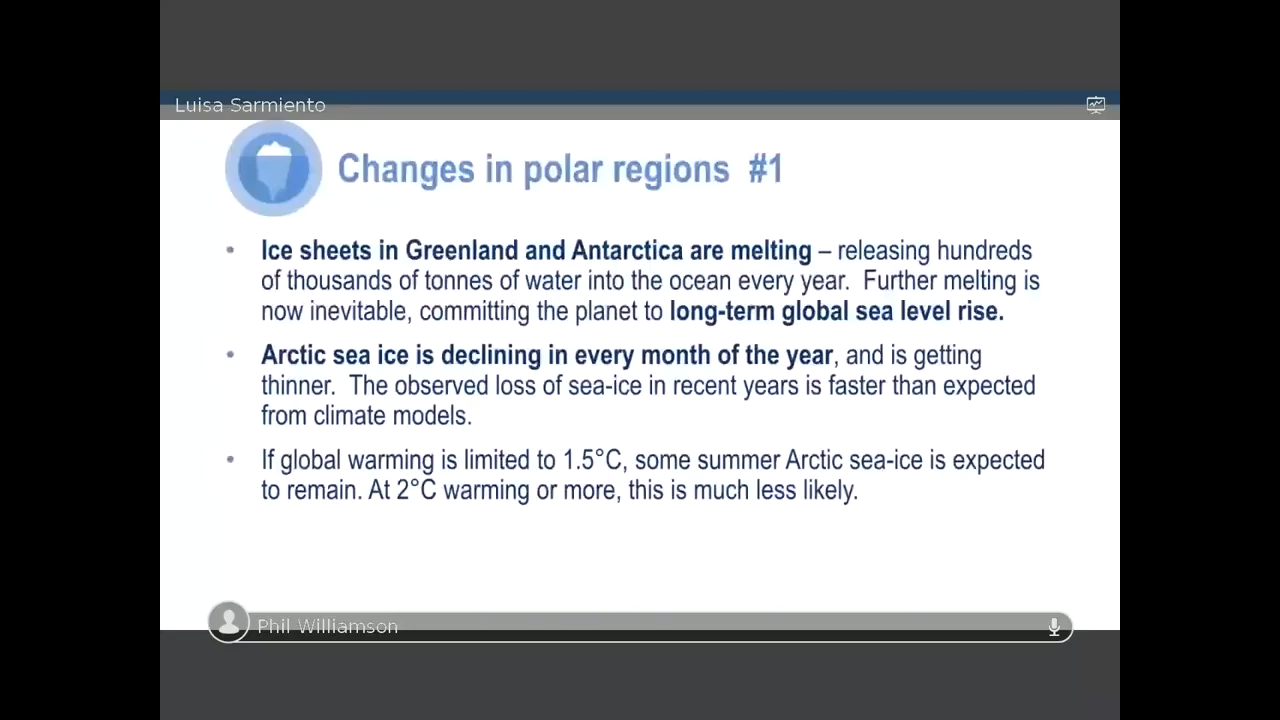 Luisa Sarmiento
Changes in polar regions #1
• Ice sheets in Greenland and Antarctica are melting – releasing hundreds
of thousands of tonnes of water into the ocean every year. Further melting is
now inevitable, committing the planet to long-term global sea level rise.
• Arctic sea ice is declining in every month of the year, and is getting
thinner. The observed loss of sea-ice in recent years is faster than expected
from climate models.
• If global warming is limited to 1.5°C, some summer Arctic sea-ice is expected
to remain. At 2°C warming or more, this is much less likely.
Phil Williamson